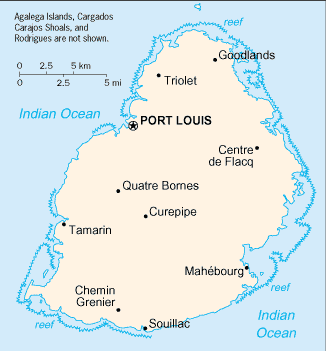 Agalega Islands, Cargados
Carajos Shoals, and
Rodrigues are not shown.
0 2.5 5 km
0 2.5 5 mi
reef
Goodlands
Triolet
Indian Ocean
PORT LOUIS
Centre
de Flacq
Quatre Bornes
Curepipe
Tamarin
Mahébourg
Chemin
Grenier
reef
reef
Souillac
Indian
Ocean